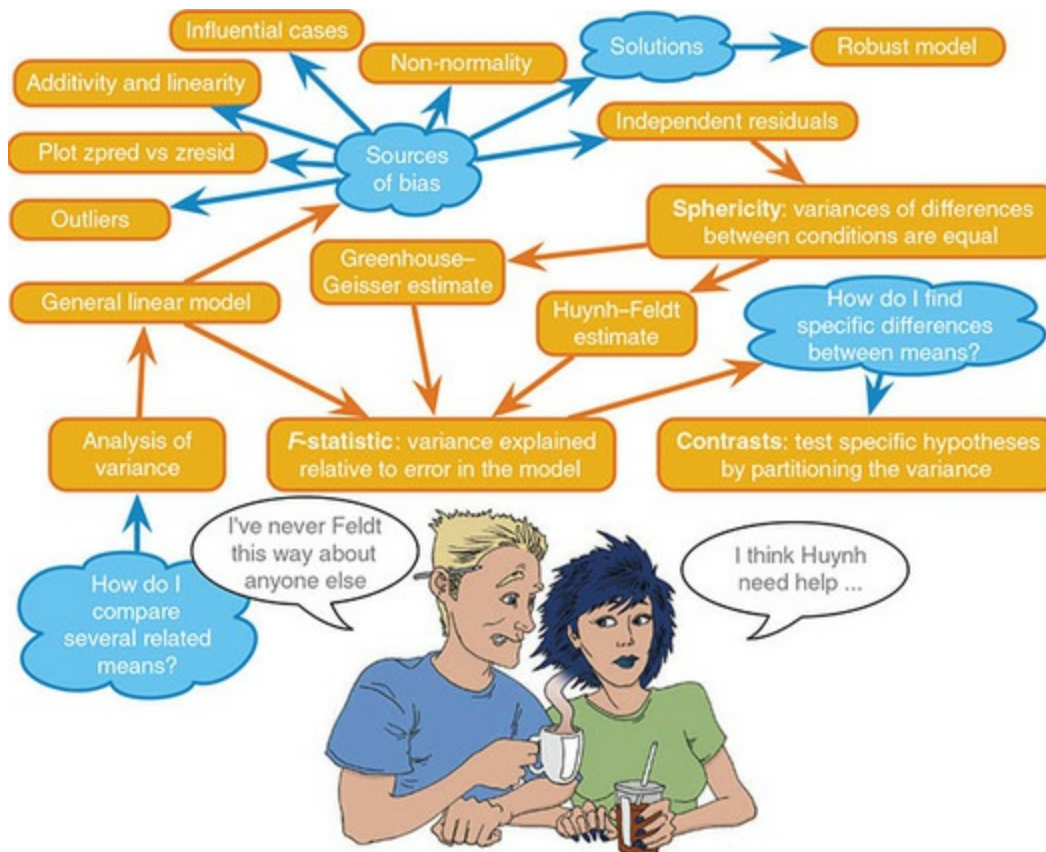 Influential cases
Solutions
Robust model
Non-normality
Additivity and linearity
Independent residuals
Plot zpred vs zresid
Sources
of bias
Outliers
Sphericity: variances of differences
between conditions are equal
Greenhouse–
Geisser estimate
General linear model
Huynh–Feldt
estimate
How do I find
specific differences
between means?
Analysis of
variance
F-statistic: variance explained
relative to error in the model
Contrasts: test specific hypotheses
by partitioning the variance
I've never Feldt
this way about
anyone else
I think Huynh
need help ...
How do I
compare
several related
means?